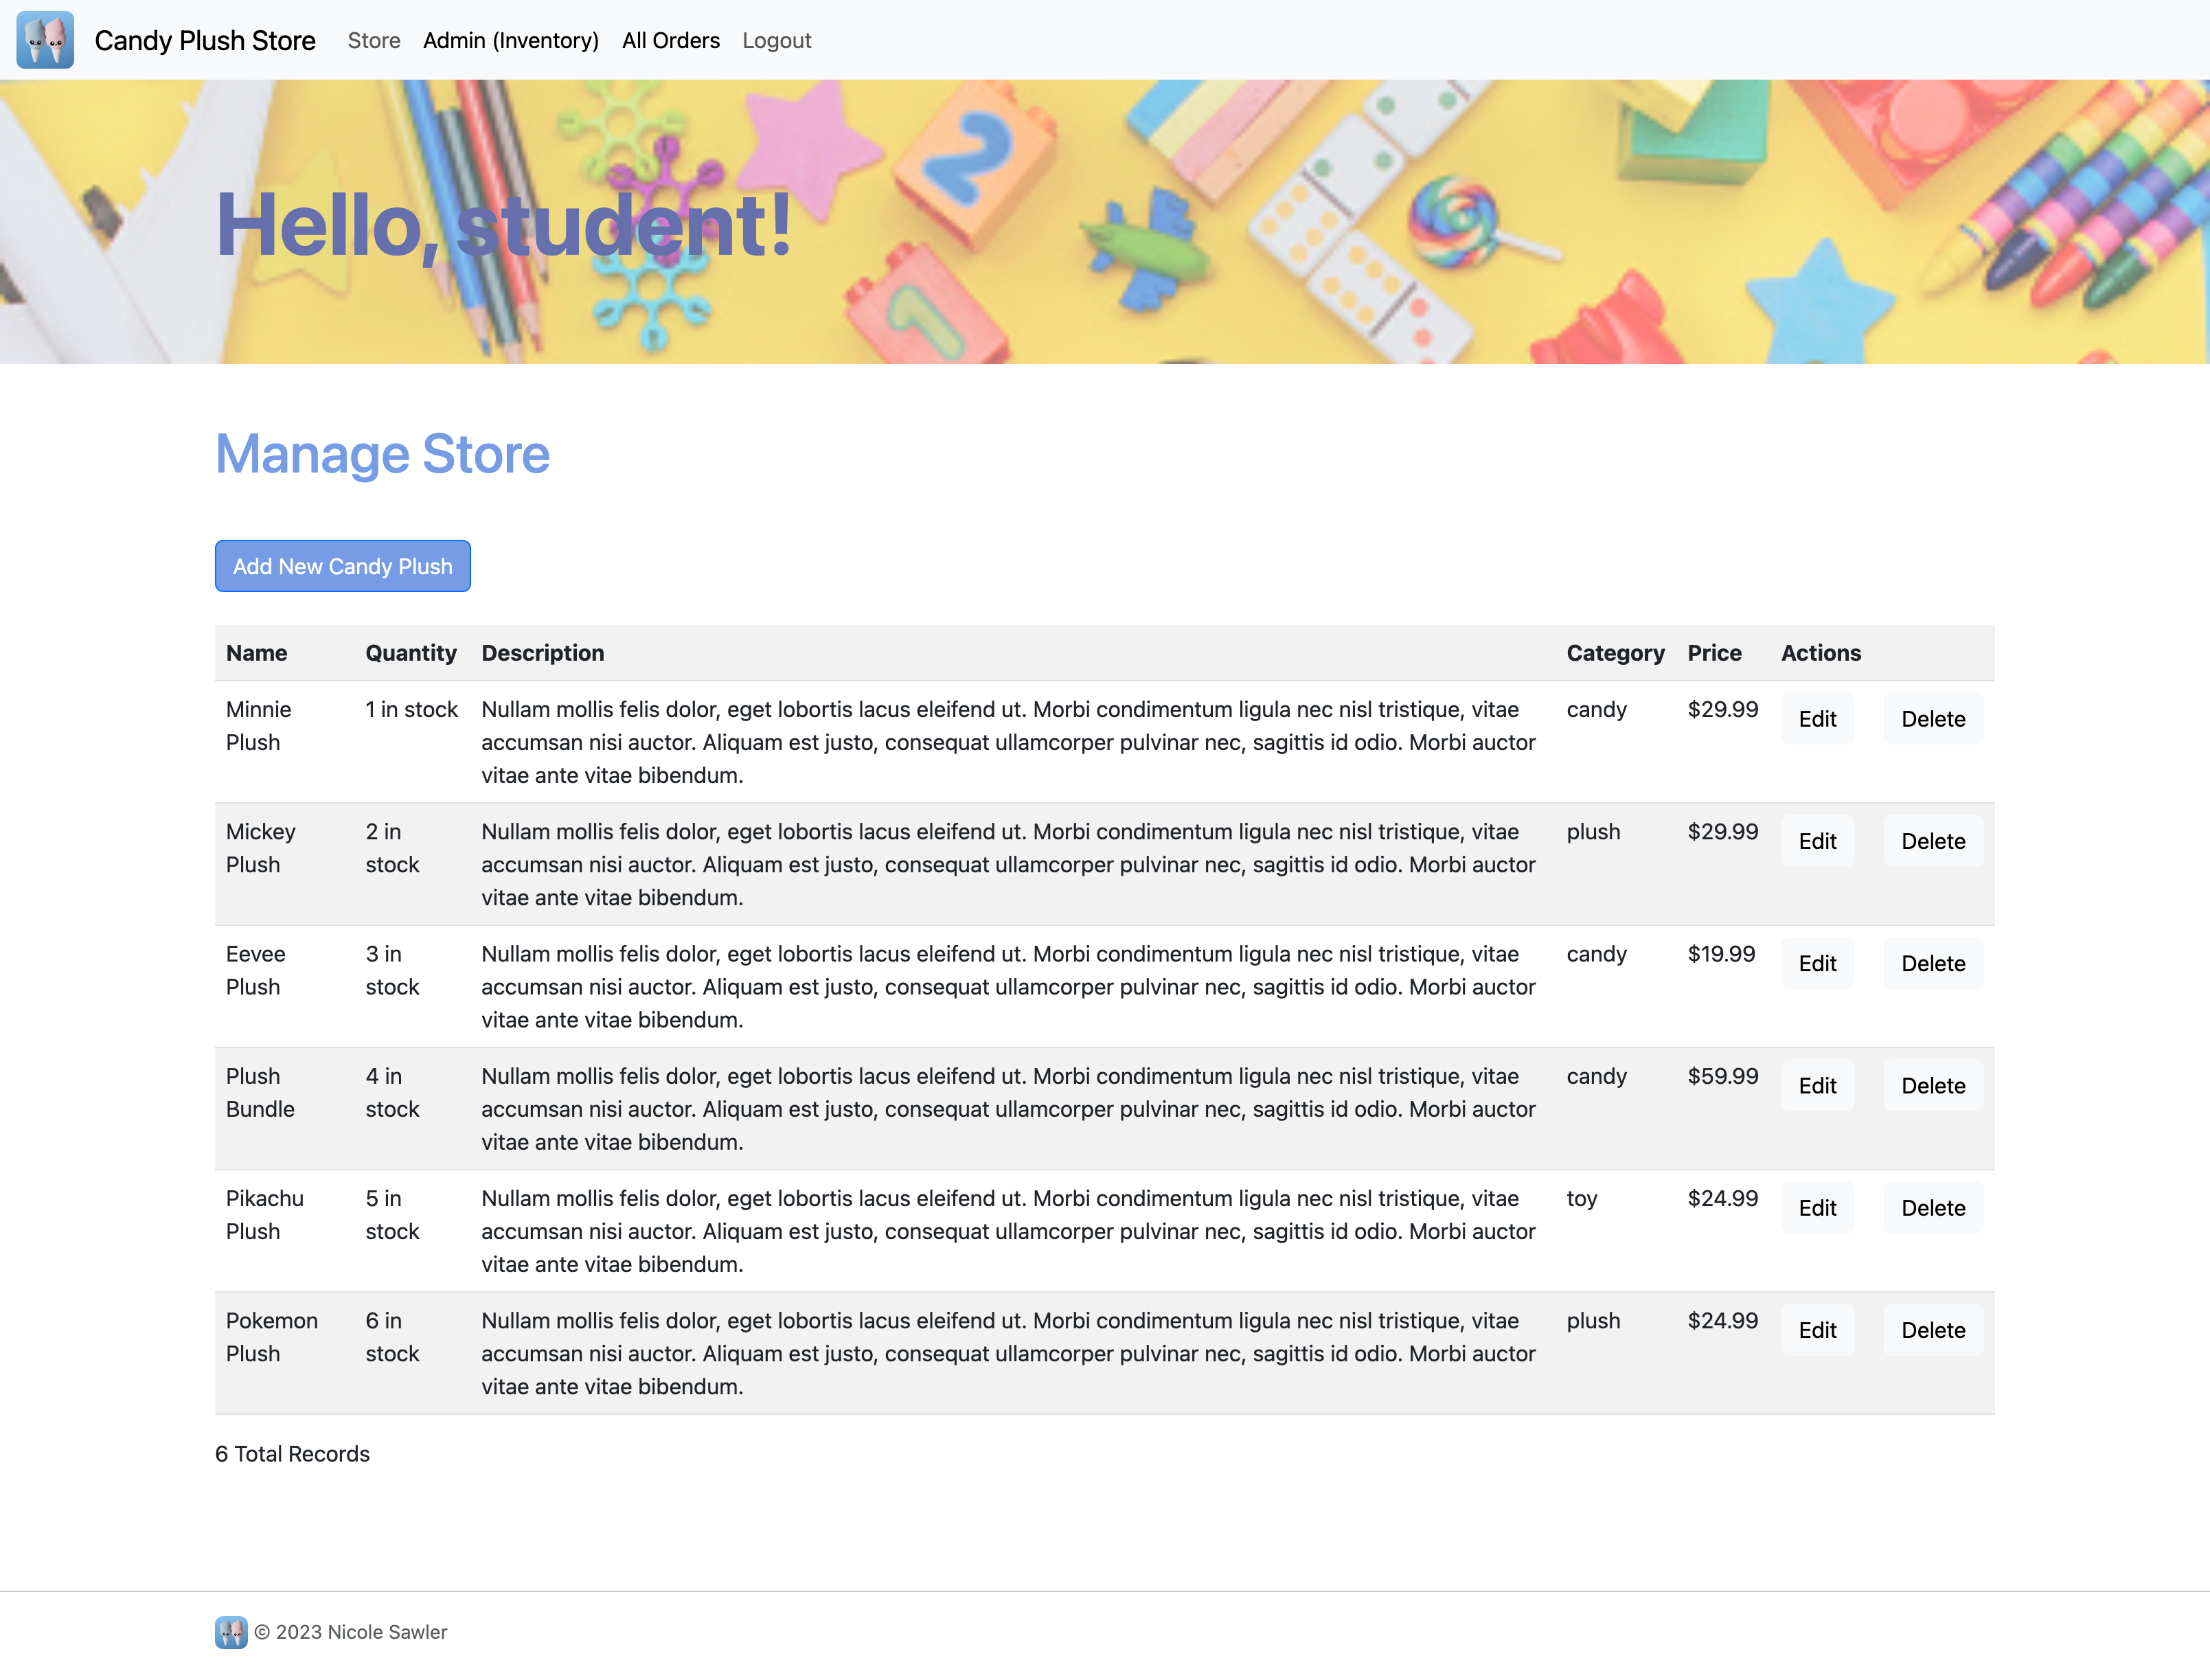 Candy Plush Store Store Admin (Inventory) All Orders Logout
2
1
Hello, student!
Manage Store
Add New Candy Plush
Name Quantity Description Category Price Actions
Minnie Plush 1 in stock Nullam mollis felis dolor, eget lobortis lacus eleifend ut. Morbi condimentum ligula nec nisl tristique, vitae candy $29.99 Edit Delete
accumsan nisi auctor. Aliquam est justo, consequat ullamcorper pulvinar nec, sagittis id odio. Morbi auctor
vitae ante vitae bibendum.
Mickey Plush 2 in stock Nullam mollis felis dolor, eget lobortis lacus eleifend ut. Morbi condimentum ligula nec nisl tristique, vitae plush $29.99 Edit Delete
accumsan nisi auctor. Aliquam est justo, consequat ullamcorper pulvinar nec, sagittis id odio. Morbi auctor
vitae ante vitae bibendum.
Eevee Plush 3 in stock Nullam mollis felis dolor, eget lobortis lacus eleifend ut. Morbi condimentum ligula nec nisl tristique, vitae candy $19.99 Edit Delete
accumsan nisi auctor. Aliquam est justo, consequat ullamcorper pulvinar nec, sagittis id odio. Morbi auctor
vitae ante vitae bibendum.
Plush Bundle 4 in stock Nullam mollis felis dolor, eget lobortis lacus eleifend ut. Morbi condimentum ligula nec nisl tristique, vitae candy $59.99 Edit Delete
accumsan nisi auctor. Aliquam est justo, consequat ullamcorper pulvinar nec, sagittis id odio. Morbi auctor
vitae ante vitae bibendum.
Pikachu Plush 5 in stock Nullam mollis felis dolor, eget lobortis lacus eleifend ut. Morbi condimentum ligula nec nisl tristique, vitae toy $24.99 Edit Delete
accumsan nisi auctor. Aliquam est justo, consequat ullamcorper pulvinar nec, sagittis id odio. Morbi auctor
vitae ante vitae bibendum.
Pokemon Plush 6 in stock Nullam mollis felis dolor, eget lobortis lacus eleifend ut. Morbi condimentum ligula nec nisl tristique, vitae plush $24.99 Edit Delete
accumsan nisi auctor. Aliquam est justo, consequat ullamcorper pulvinar nec, sagittis id odio. Morbi auctor
vitae ante vitae bibendum.
6 Total Records
© 2023 Nicole Sawler